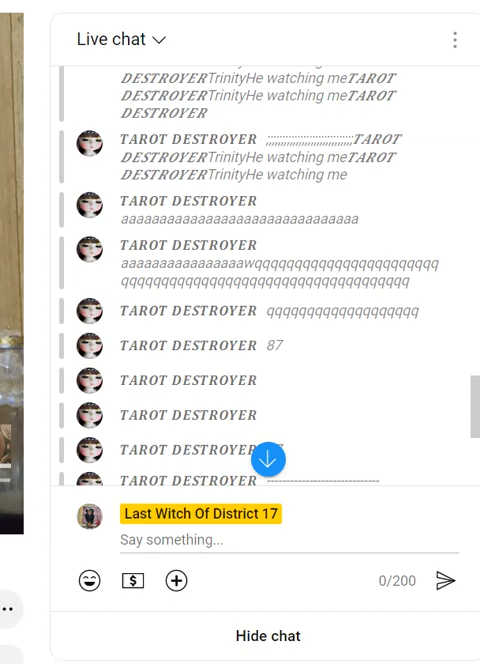 Live chat
DESTROYERTrinityHe watching meTAROT
DESTROYERTrinityHe watching meTAROT
DESTROYER
TAROT DESTROYER ;;;;;;;;;;;;;;;;;;;;;;;;;;;;;TAROT
DESTROYERTrinityHe watching meTAROT
DESTROYERTrinityHe watching me
TAROT DESTROYER
aaaaaaaaaaaaaaaaaaaaaaaaaaaaaaa
TAROT DESTROYER
aaaaaaaaaaaaaaaawqqqqqqqqqqqqqqqqqqqqqqq
qqqqqqqqqqqqqqqqqqqqqqqqqqqqqqqqqqqq
TAROT DESTROYER qqqqqqqqqqqqqqqqqqq
TAROT DESTROYER 87
TAROT DESTROYER
TAROT DESTROYER
TAROT DESTROYER
TAROT DESTROYER -----------------------------
Last Witch Of District 17
Say something...
0/200
Hide chat